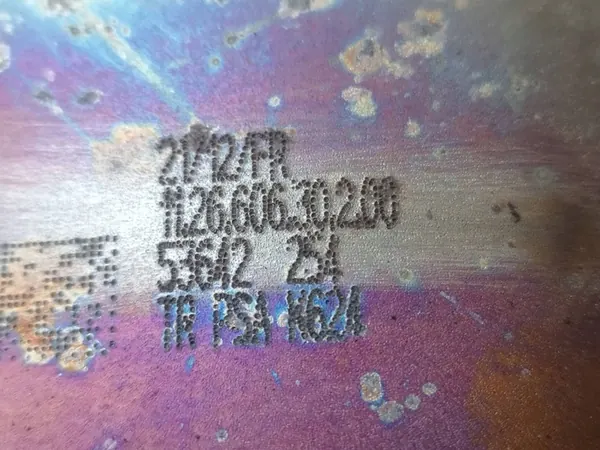 21/12/FR
11.26.606.30.2.00
53642 254
TR PSA K624